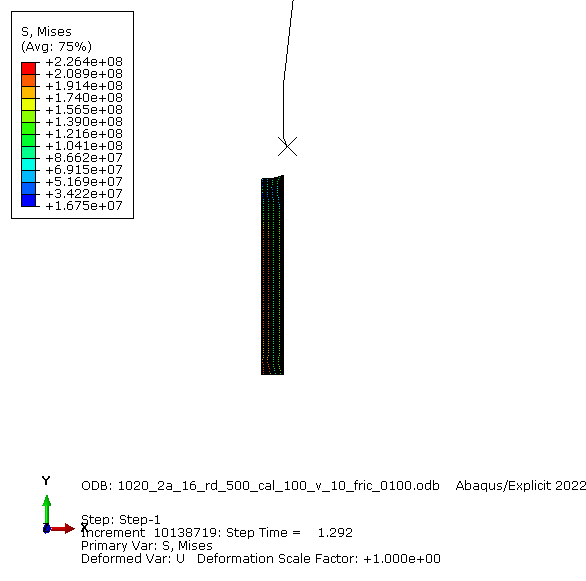 S, Mises
(Avg: 75%)
+2.264e+08
+2.089e+08
+1.914e+08
+1.740e+08
+1.565e+08
+1.390e+08
+1.216e+08
+1.041e+08
+8.662e+07
+6.915e+07
+5.169e+07
+3.422e+07
+1.675e+07
Y
X
ODB: 1020_2a_16_rd_500_cal_100_v_10_fric_0100.odb Abaqus/Explicit 2022
Step: Step-1
Increment 10138719: Step Time = 1.292
Primary Var: S, Mises
Deformed Var: U Deformation Scale Factor: +1.000e+00